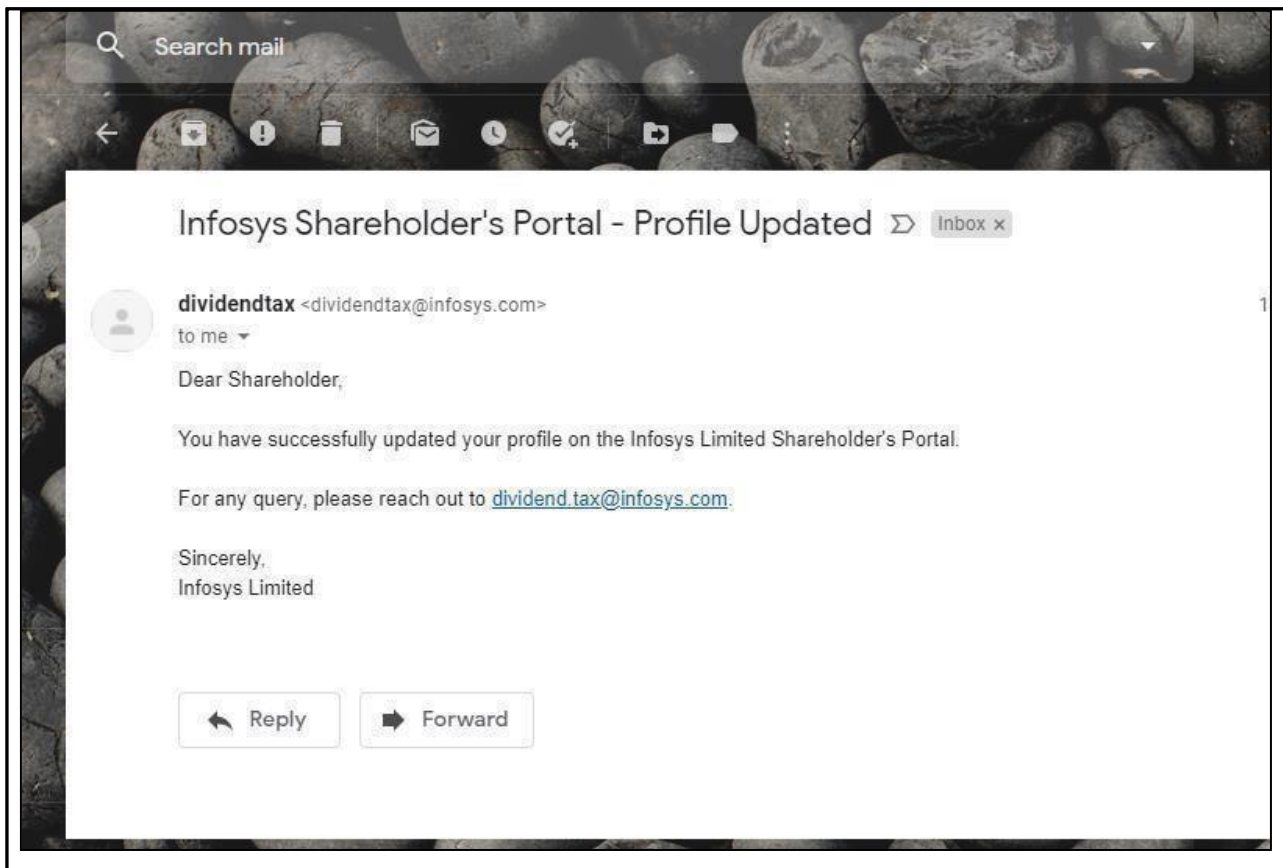 Search mail
Infosys Shareholder's Portal - Profile Updated Inbox x
dividendtax <dividendtax@infosys.com>
1
to me
Dear Shareholder,
You have successfully updated your profile on the Infosys Limited Shareholder's Portal.
For any query, please reach out to dividend.tax@infosys.com.
Sincerely,
Infosys Limited
Reply
Forward